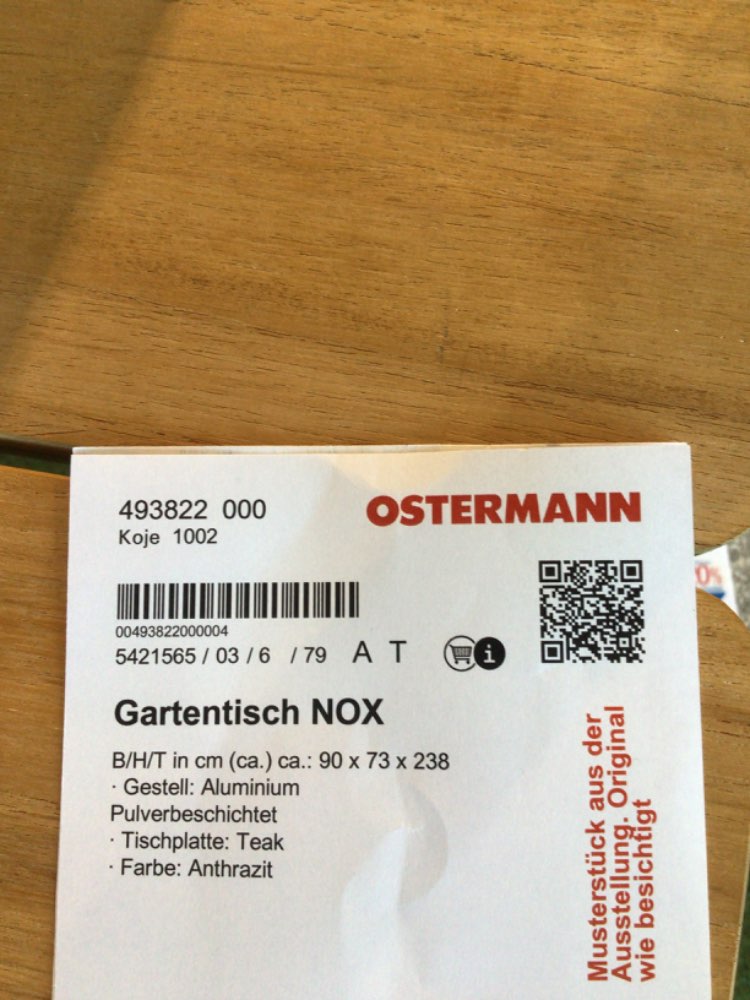 493822 000
Koje 1002
OSTERMANN
00493822000004
5421565 / 03 / 6 / 79 A T
i
Gartentisch NOX
B/H/T in cm (ca.) ca.: 90 x 73 x 238
· Gestell: Aluminium
Pulverbeschichtet
· Tischplatte: Teak
· Farbe: Anthrazit
Musterstück aus der
Ausstellung. Original
wie besichtigt